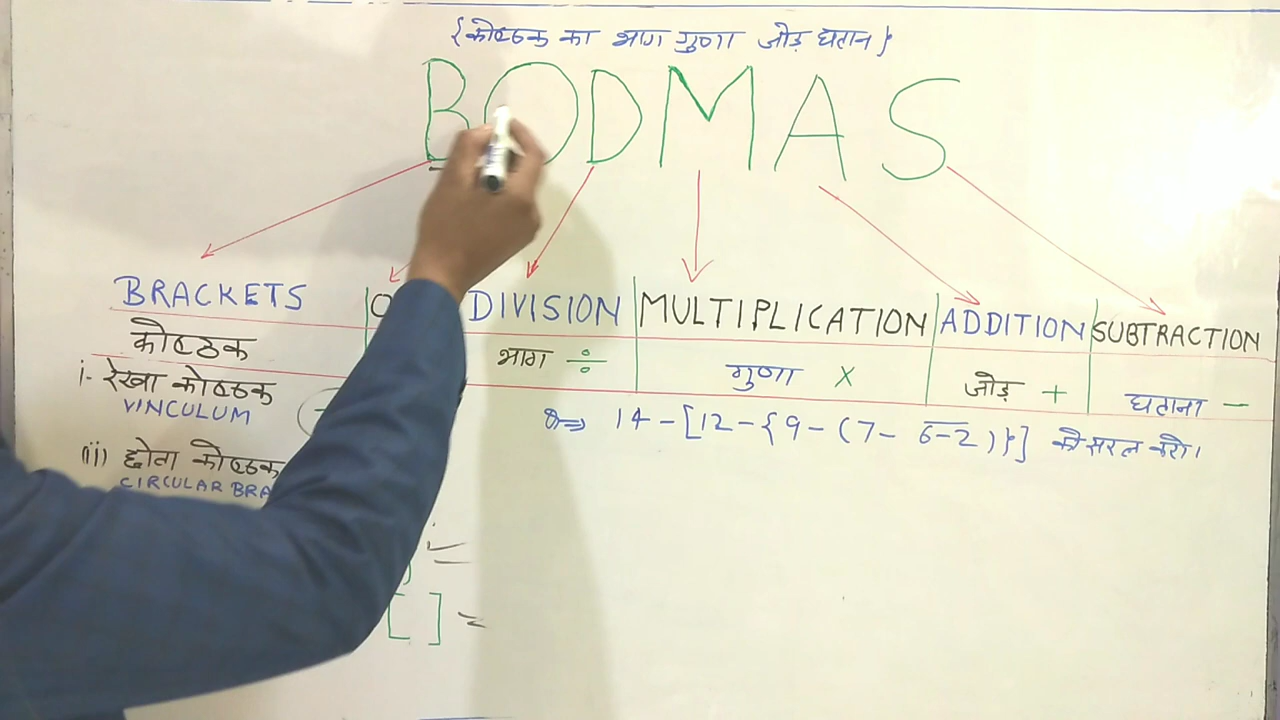 {कोष्ठक का भाग गुणा जोड़ घटान}
BODMAS
BRACKETS DIVISION MULTIPLICATION ADDITION SUBTRACTION
कोष्ठक भाग ÷ गुणा × जोड़ + घटाना −
i- रेखा कोष्ठक
VINCULUM
14 − [12 − {9 − (7 − 6̅−̅2̅)}] को सरल करो।
(ii) छोटा कोष्ठक
CIRCULAR BRA
[ ] =